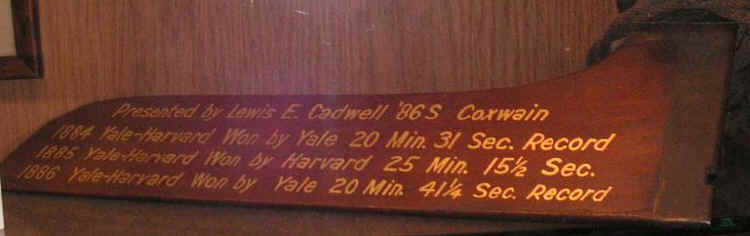 Presented by Lewis E. Cadwell '86 S Coxwain
1884 Yale-Harvard Won by Yale 20 Min. 31 Sec. Record
1885 Yale-Harvard Won by Harvard 25 Min. 15½ Sec.
1886 Yale-Harvard Won by Yale 20 Min. 41¼ Sec. Record